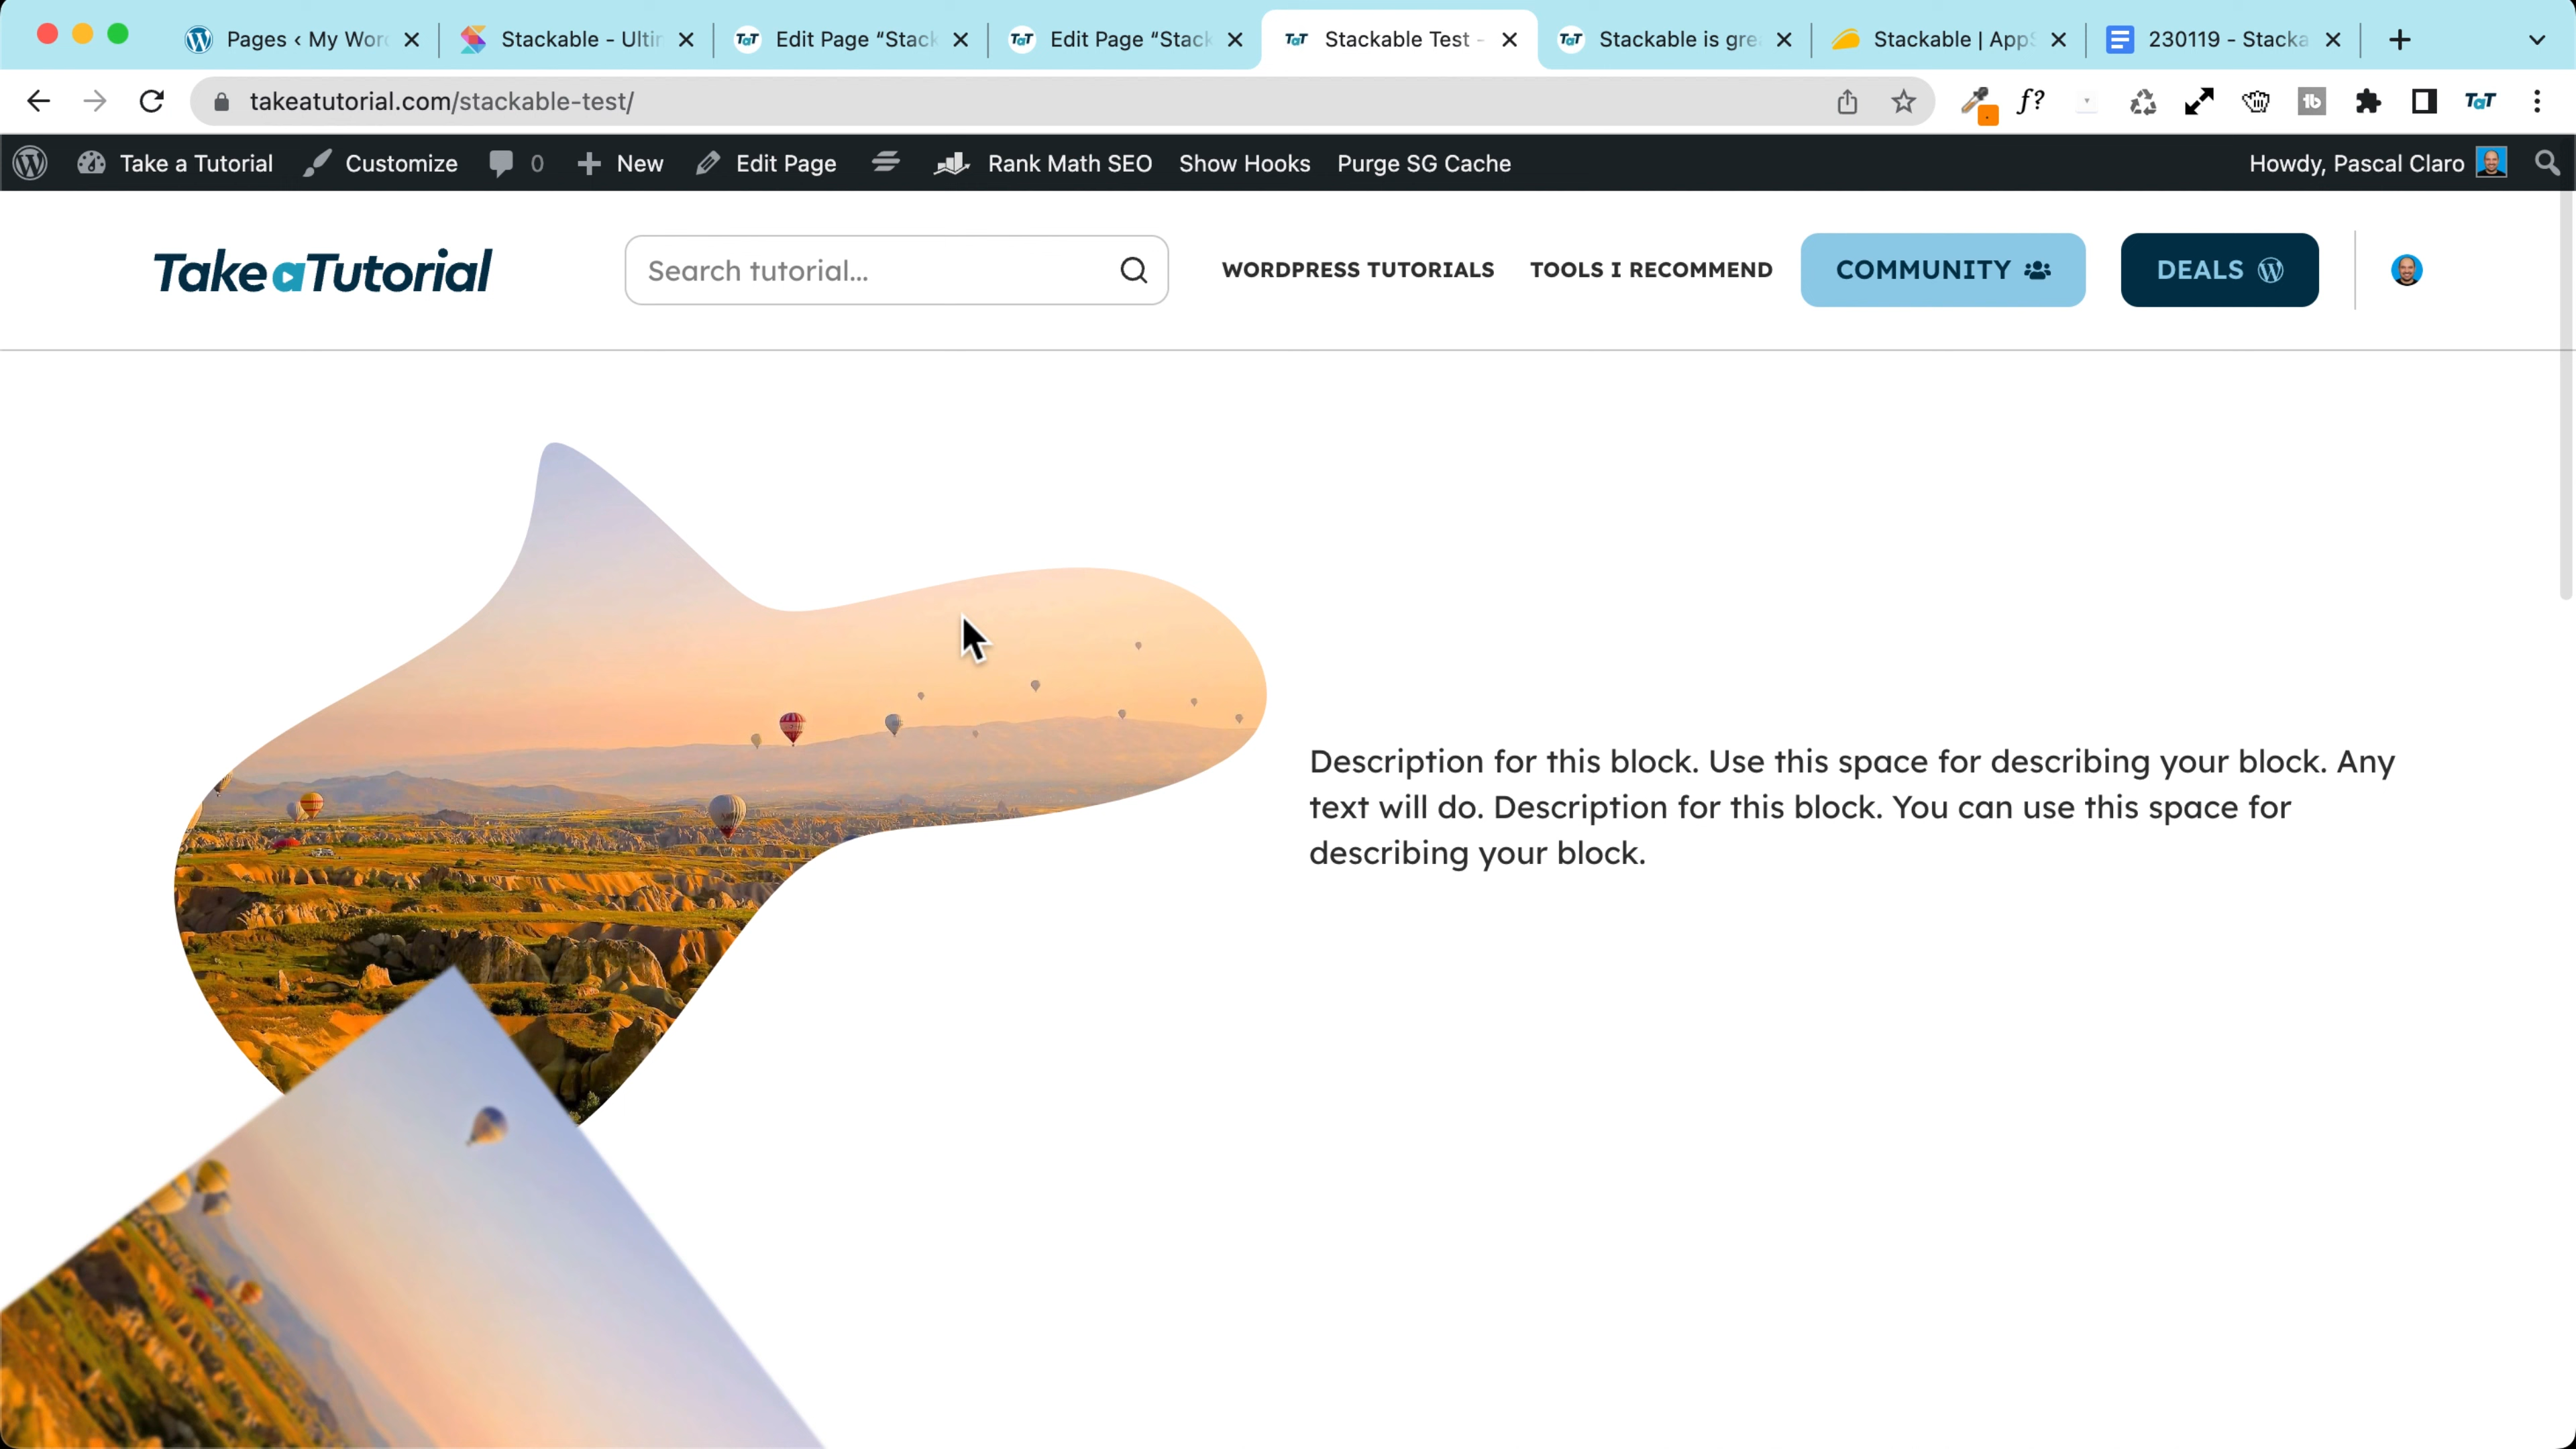 Pages ‹ My Wor
Stackable - Ultir
Edit Page “Stack
Edit Page “Stack
Stackable Test -
Stackable is gre
Stackable | App
230119 - Stacka
takeatutorial.com/stackable-test/
f?
Take a Tutorial
Customize
0
New
Edit Page
Rank Math SEO
Show Hooks
Purge SG Cache
Howdy, Pascal Claro
TakeaTutorial
Search tutorial...
WORDPRESS TUTORIALS
TOOLS I RECOMMEND
COMMUNITY
DEALS
Description for this block. Use this space for describing your block. Any
text will do. Description for this block. You can use this space for
describing your block.